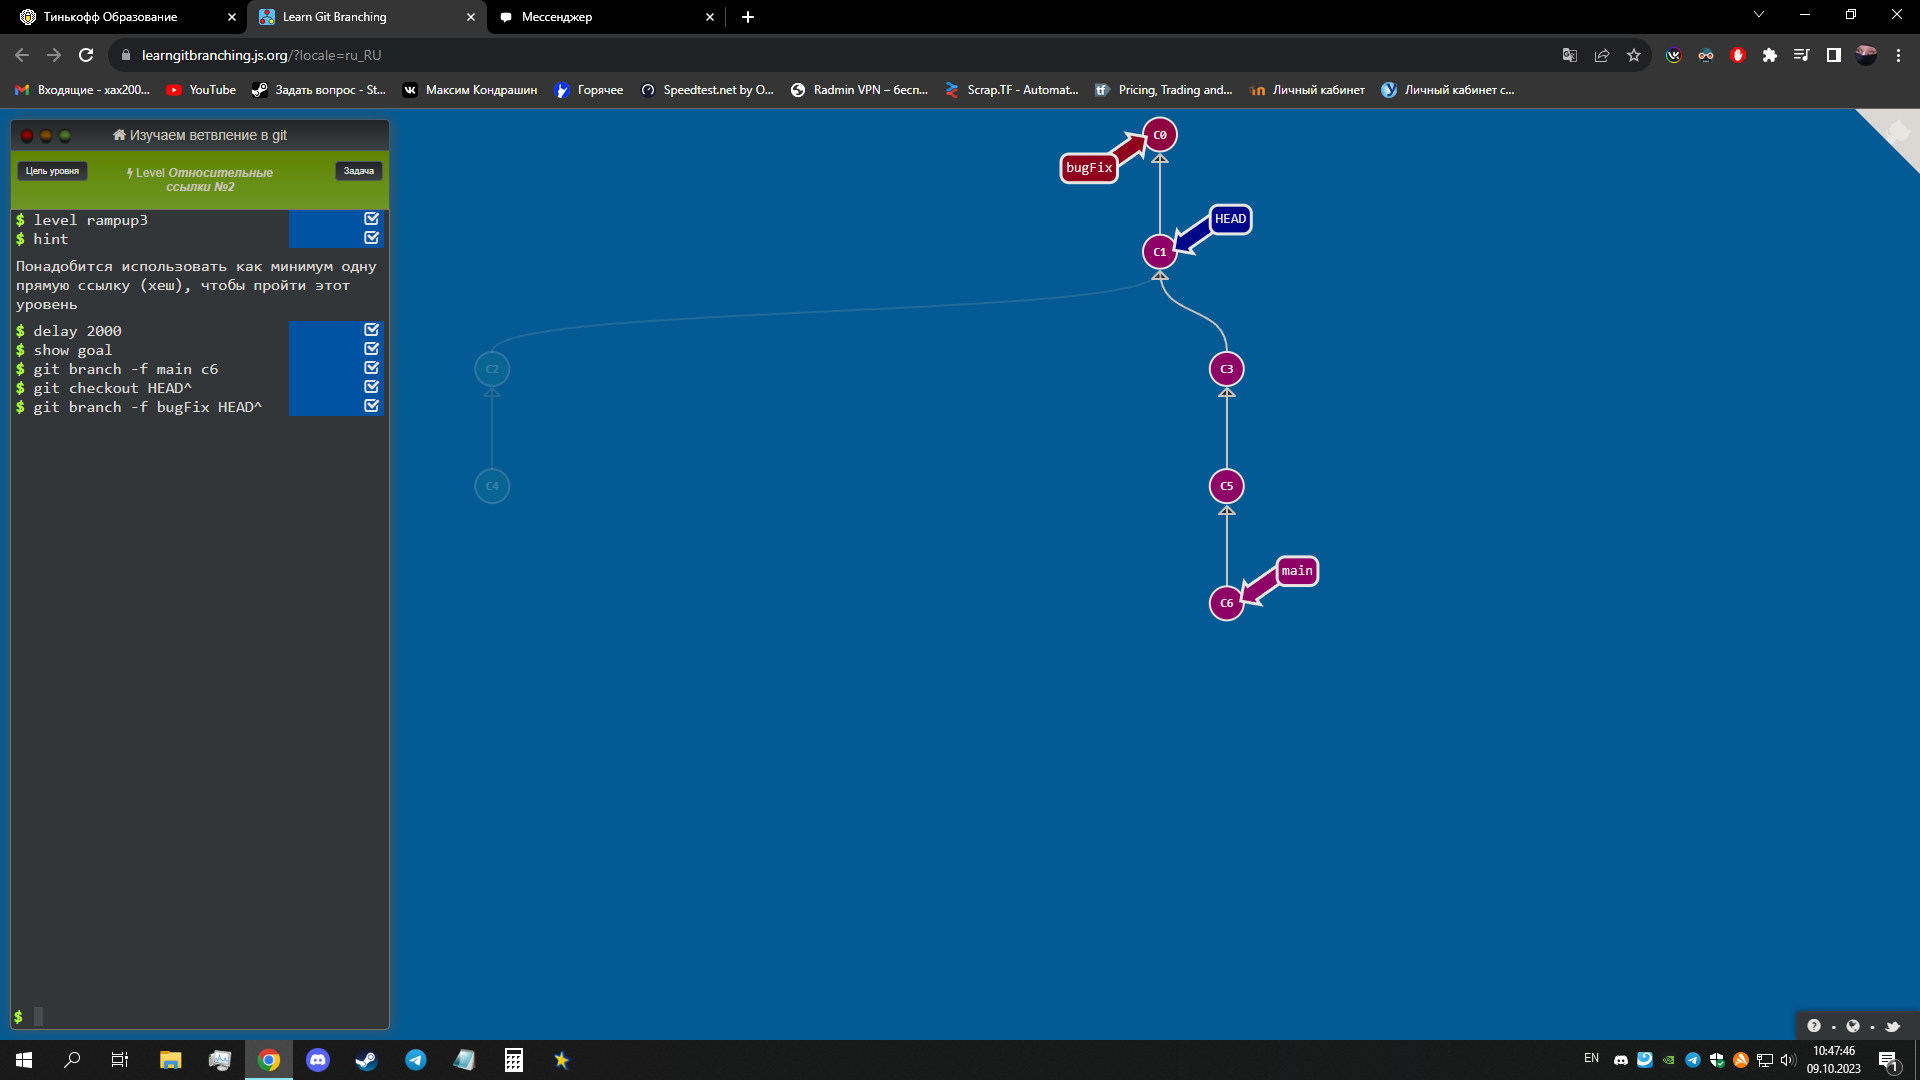 Тинькофф Образование
Learn Git Branching
Мессенджер
learngitbranching.js.org/?locale=ru_RU
Входящие - xax200...
YouTube
Задать вопрос - St...
Максим Кондрашин
Горячее
Speedtest.net by O...
Radmin VPN – бесп...
Scrap.TF - Automat...
Pricing, Trading and...
Личный кабинет
Личный кабинет с...
Изучаем ветвление в git
Цель уровня
Level Относительные
ссылки №2
Задача
$ level rampup3
$ hint
Понадобится использовать как минимум одну
прямую ссылку (хеш), чтобы пройти этот
уровень
$ delay 2000
$ show goal
$ git branch -f main c6
$ git checkout HEAD^
$ git branch -f bugFix HEAD^
$
C0
bugFix
HEAD
C1
C2
C3
C4
C5
main
C6
EN
10:47:46
09.10.2023
1